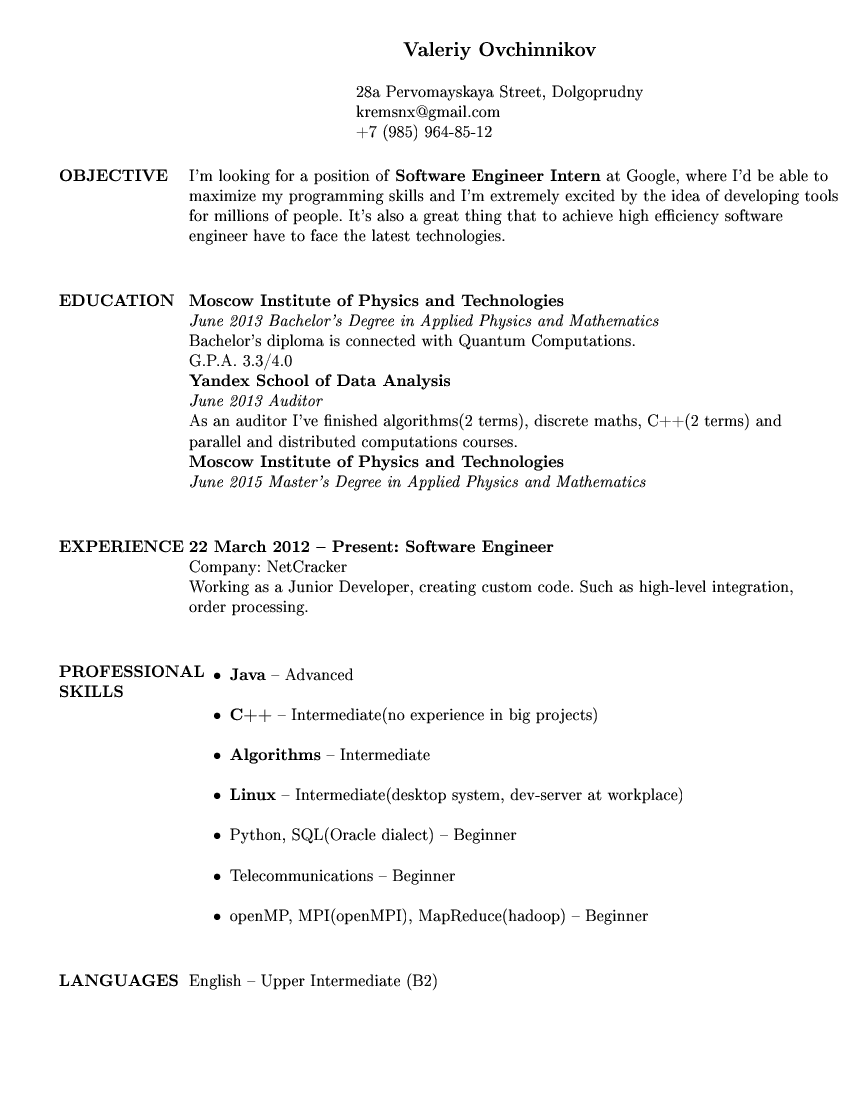 Valeriy Ovchinnikov
28a Pervomayskaya Street, Dolgoprudny
kremsnx@gmail.com
+7 (985) 964-85-12
OBJECTIVE I'm looking for a position of Software Engineer Intern at Google, where I'd be able to
maximize my programming skills and I'm extremely excited by the idea of developing tools
for millions of people. It's also a great thing that to achieve high efficiency software
engineer have to face the latest technologies.
EDUCATION Moscow Institute of Physics and Technologies
June 2013 Bachelor's Degree in Applied Physics and Mathematics
Bachelor's diploma is connected with Quantum Computations.
G.P.A. 3.3/4.0
Yandex School of Data Analysis
June 2013 Auditor
As an auditor I've finished algorithms(2 terms), discrete maths, C++(2 terms) and
parallel and distributed computations courses.
Moscow Institute of Physics and Technologies
June 2015 Master's Degree in Applied Physics and Mathematics
EXPERIENCE 22 March 2012 – Present: Software Engineer
Company: NetCracker
Working as a Junior Developer, creating custom code. Such as high-level integration,
order processing.
PROFESSIONAL SKILLS
• Java – Advanced
• C++ – Intermediate(no experience in big projects)
• Algorithms – Intermediate
• Linux – Intermediate(desktop system, dev-server at workplace)
• Python, SQL(Oracle dialect) – Beginner
• Telecommunications – Beginner
• openMP, MPI(openMPI), MapReduce(hadoop) – Beginner
LANGUAGES English – Upper Intermediate (B2)